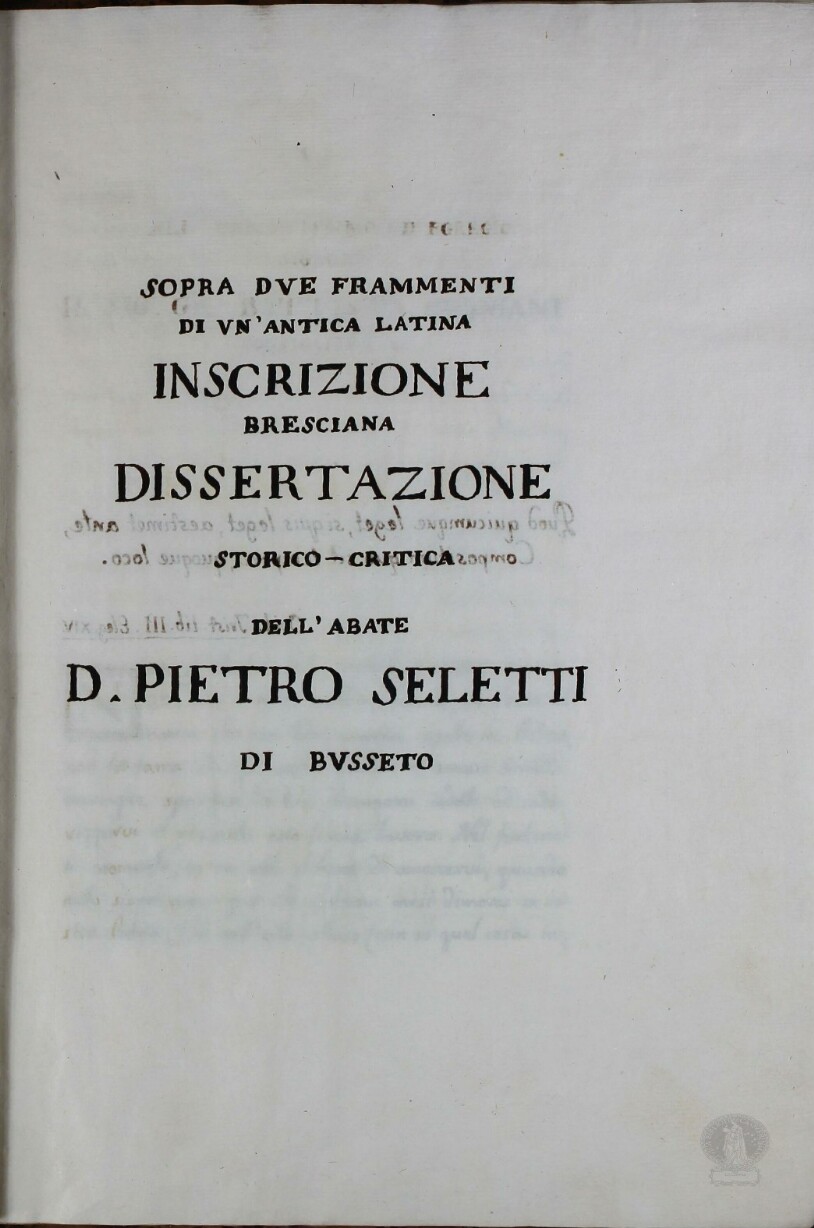 SOPRA DVE FRAMMENTI
DI VN'ANTICA LATINA
INSCRIZIONE
BRESCIANA
DISSERTAZIONE
STORICO-CRITICA
DELL'ABATE
D. PIETRO SELETTI
DI BVSSETO